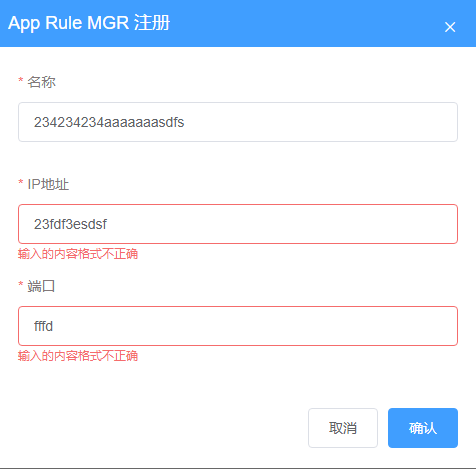 App Rule MGR 注册
* 名称
234234234aaaaaaasdfs
* IP地址
23fdf3esdsf
输入的内容格式不正确
* 端口
fffd
输入的内容格式不正确
取消 确认